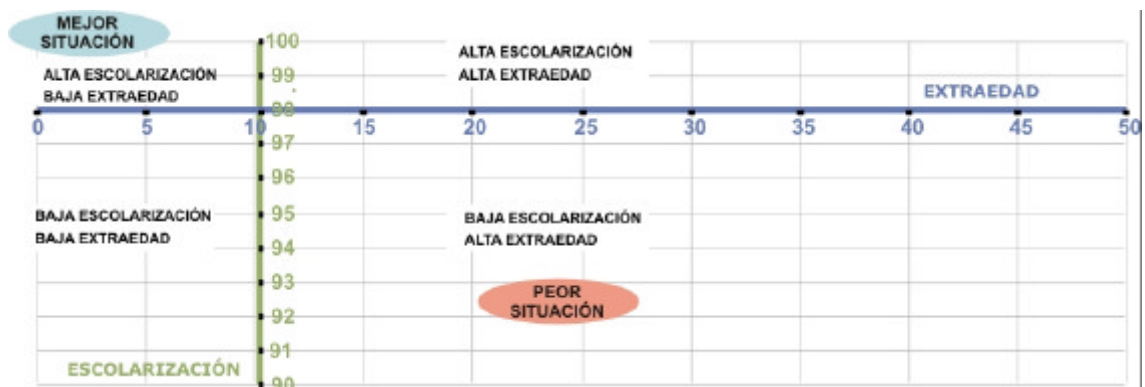 MEJOR
SITUACIÓN
100
ALTA ESCOLARIZACIÓN
BAJA EXTRAEDAD
ALTA ESCOLARIZACIÓN
ALTA EXTRAEDAD
99
EXTRAEDAD
98
0 5 10 15 20 25 30 35 40 45 50
97
96
95
BAJA ESCOLARIZACIÓN
BAJA EXTRAEDAD
BAJA ESCOLARIZACIÓN
ALTA EXTRAEDAD
94
93
PEOR
SITUACIÓN
92
91
ESCOLARIZACIÓN
90